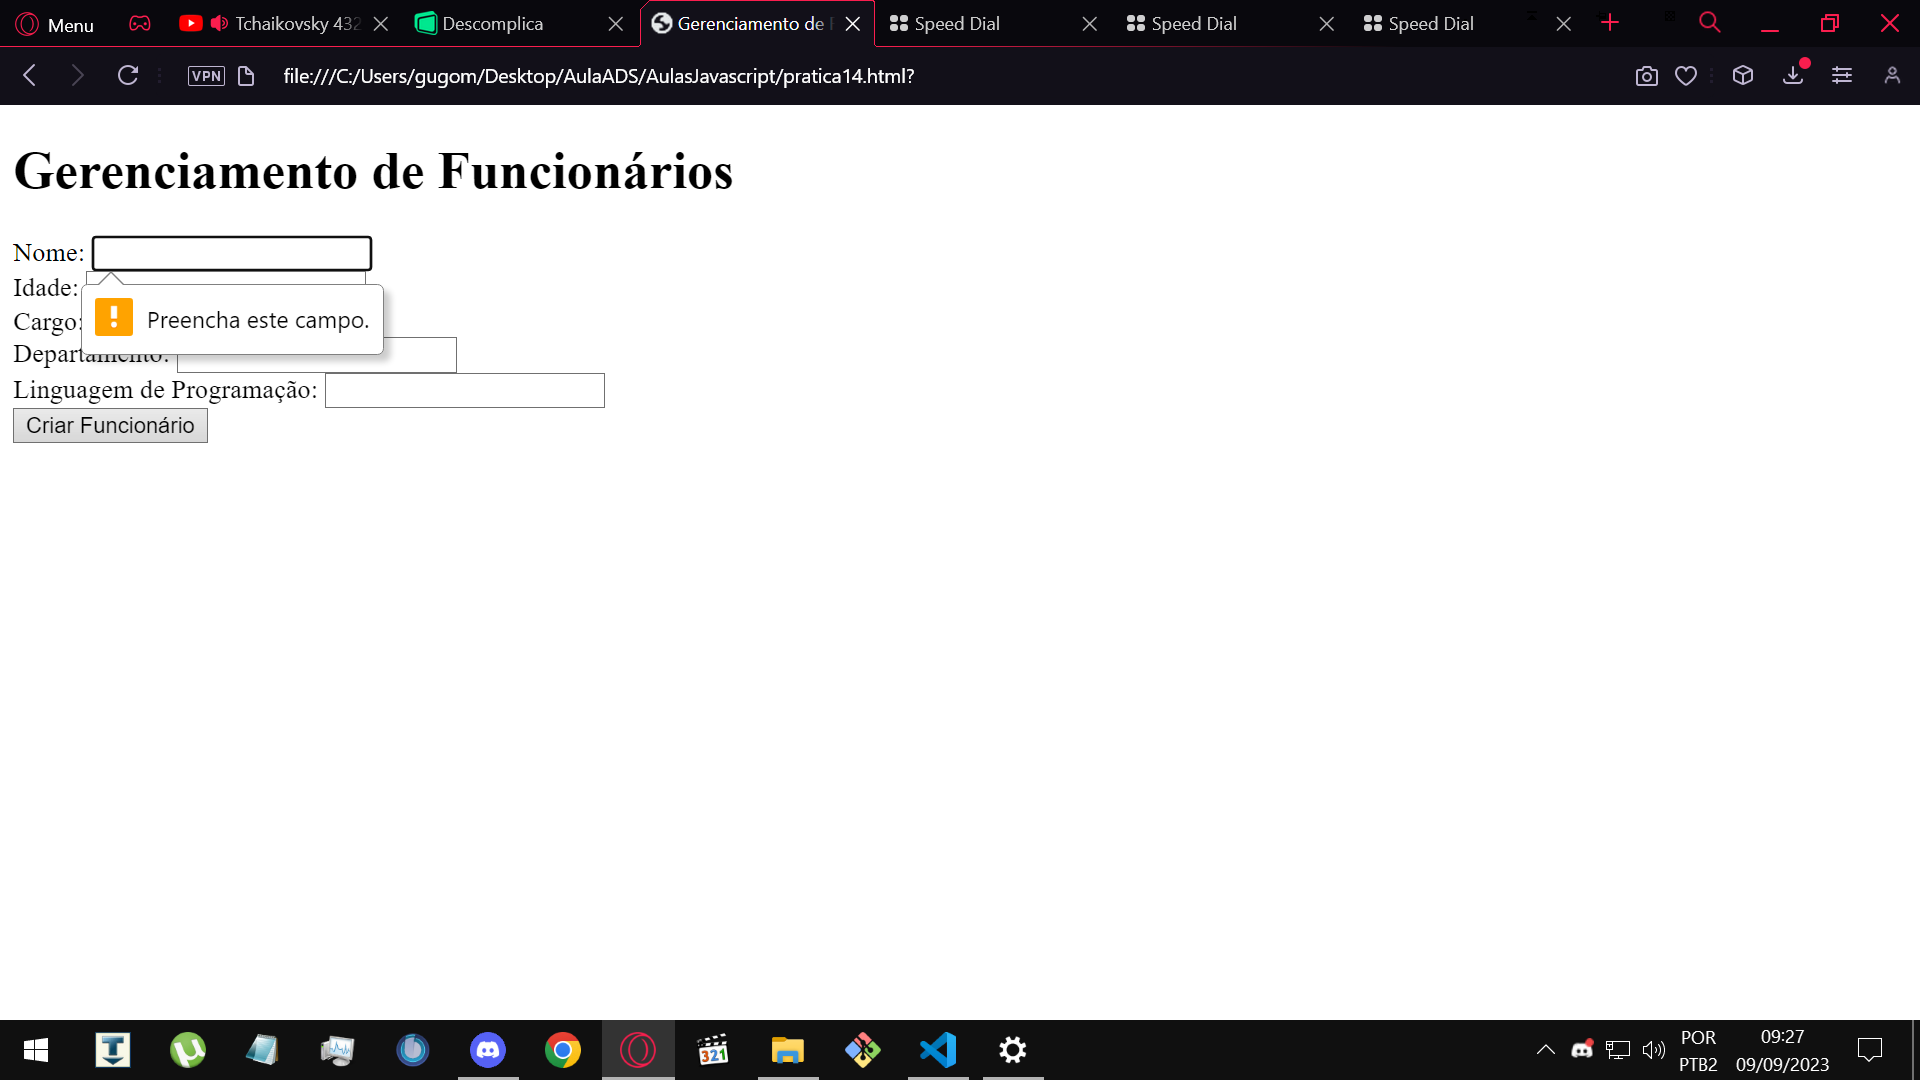 Menu
Tchaikovsky 432
Descomplica
Gerenciamento de F
Speed Dial
Speed Dial
Speed Dial
VPN
file:///C:/Users/gugom/Desktop/AulaADS/AulasJavascript/pratica14.html?
Gerenciamento de Funcionários
Nome:
Idade:
Preencha este campo.
Cargo:
Departamento:
Linguagem de Programação:
Criar Funcionário
321
POR
PTB2
09:27
09/09/2023